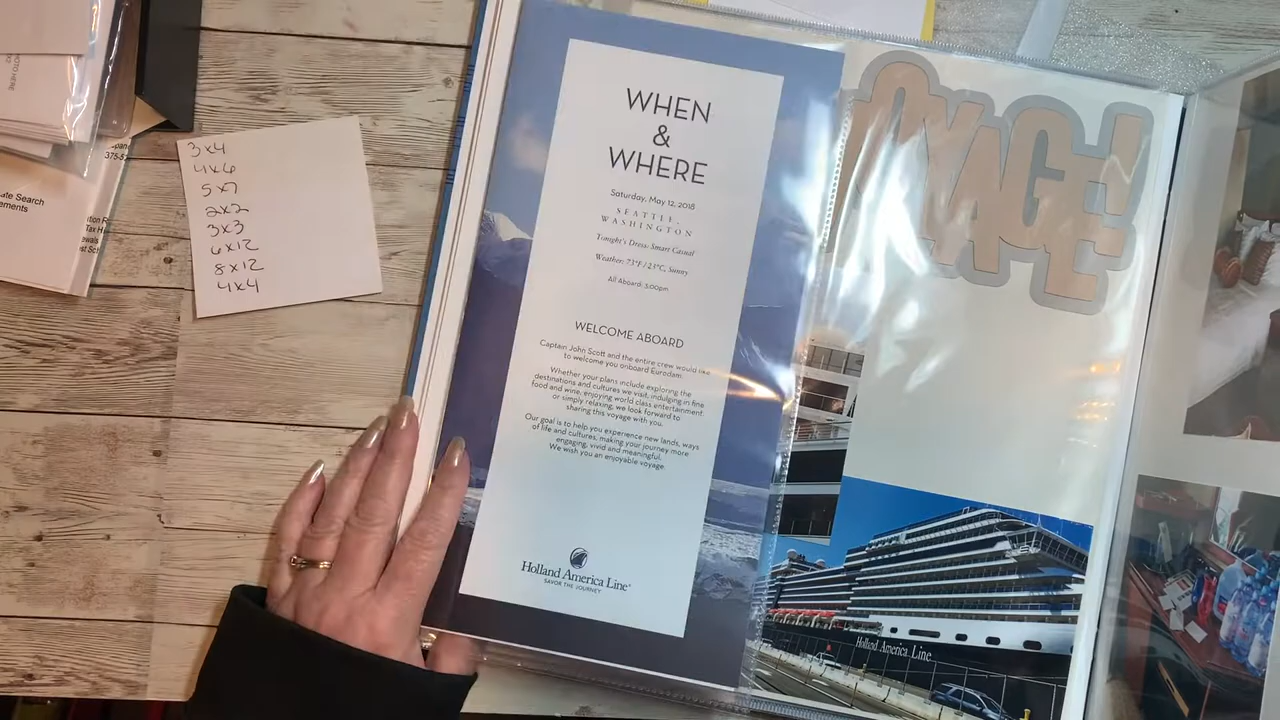 OTO HERE
ate Search
ements
3x4
4x6
5x7
2x2
3x3
6x12
8x12
4x4
WHEN
&
WHERE
Saturday, May 12, 2018
SEATTLE,
WASHINGTON
Tonight's Dress: Smart Casual
Weather: 73°F/23°C, Sunny
All Aboard: 3:00pm
WELCOME ABOARD
Captain John Scott and the entire crew would like
to welcome you onboard Eurodam.
Whether your plans include exploring the
destinations and cultures we visit, indulging in fine
food and wine, enjoying world class entertainment
or simply relaxing, we look forward to
sharing this voyage with you.
Our goal is to help you experience new lands, ways
of life and cultures, making your journey more
engaging, vivid and meaningful.
We wish you an enjoyable voyage.
Holland America Line®
SAVOR THE JOURNEY
OYAGE!
Holland America Line